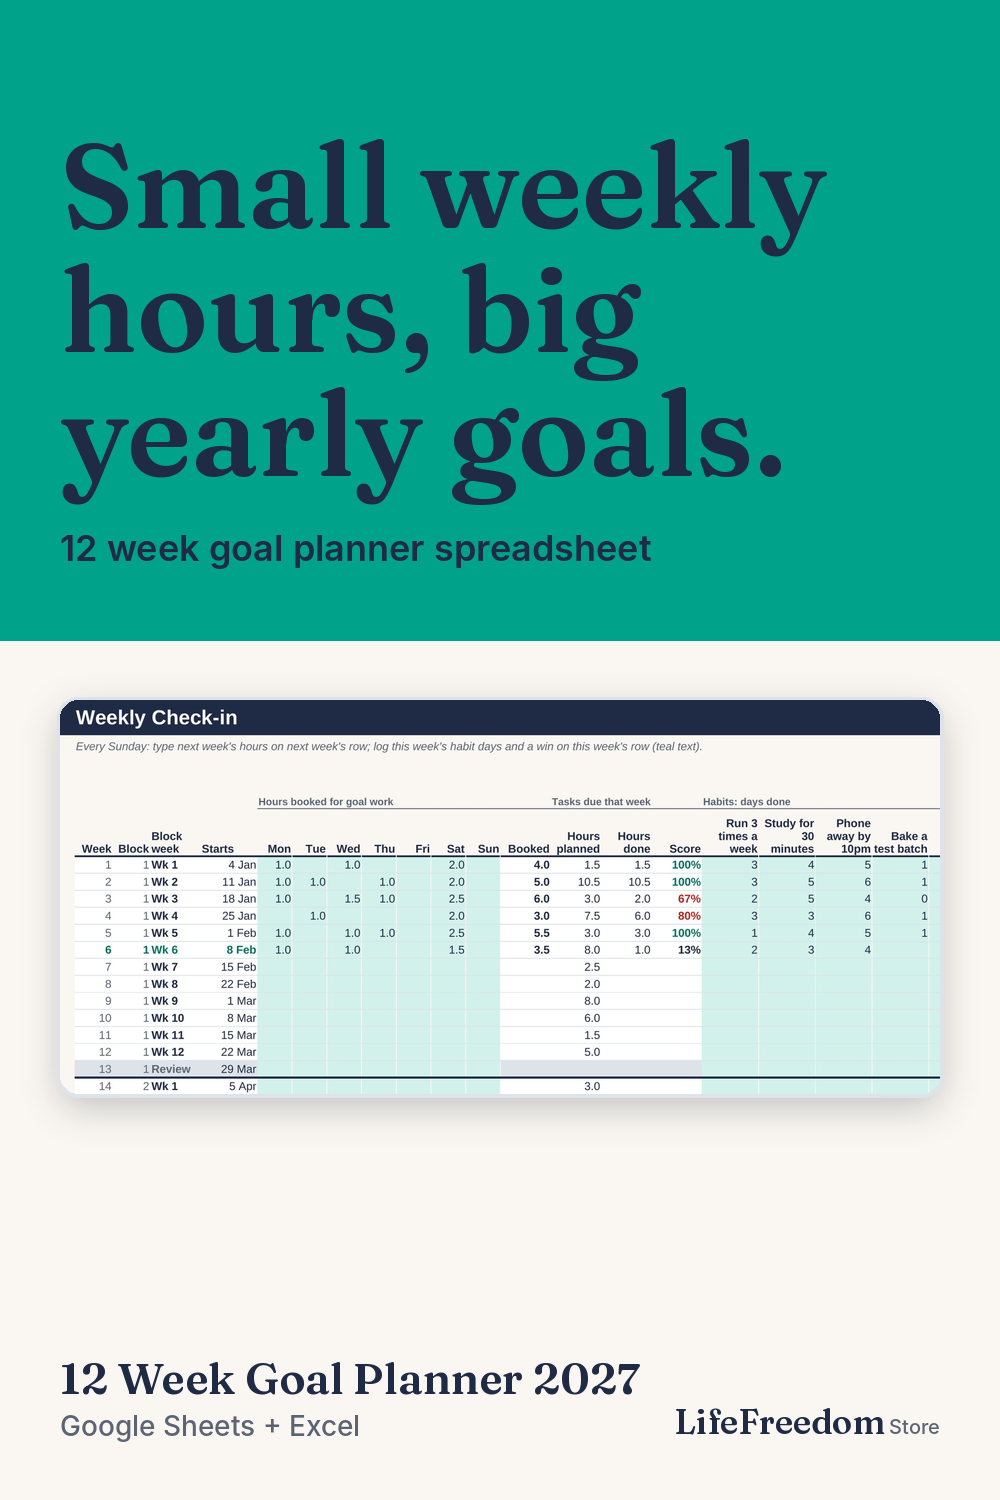 Small weekly
hours, big
yearly goals.
12 week goal planner spreadsheet
Weekly Check-in
Every Sunday: type next week's hours on next week's row; log this week's habit days and a win on this week's row (teal text).
Hours booked for goal work Tasks due that week Habits: days done
Week Block Block week Starts Mon Tue Wed Thu Fri Sat Sun Booked Hours planned Hours done Score Run 3 times a week Study for 30 minutes Phone away by 10pm Bake a test batch
1 1 Wk 1 4 Jan 1.0 1.0 2.0 4.0 1.5 1.5 100% 3 4 5 1
2 1 Wk 2 11 Jan 1.0 1.0 1.0 2.0 5.0 10.5 10.5 100% 3 5 6 1
3 1 Wk 3 18 Jan 1.0 1.5 1.0 2.5 6.0 3.0 2.0 67% 2 5 4 0
4 1 Wk 4 25 Jan 1.0 2.0 3.0 7.5 6.0 80% 3 3 6 1
5 1 Wk 5 1 Feb 1.0 1.0 1.0 2.5 5.5 3.0 3.0 100% 1 4 5 1
6 1 Wk 6 8 Feb 1.0 1.0 1.5 3.5 8.0 1.0 13% 2 3 4
7 1 Wk 7 15 Feb 2.5
8 1 Wk 8 22 Feb 2.0
9 1 Wk 9 1 Mar 8.0
10 1 Wk 10 8 Mar 6.0
11 1 Wk 11 15 Mar 1.5
12 1 Wk 12 22 Mar 5.0
13 1 Review 29 Mar
14 2 Wk 1 5 Apr 3.0
12 Week Goal Planner 2027
Google Sheets + Excel
LifeFreedom Store